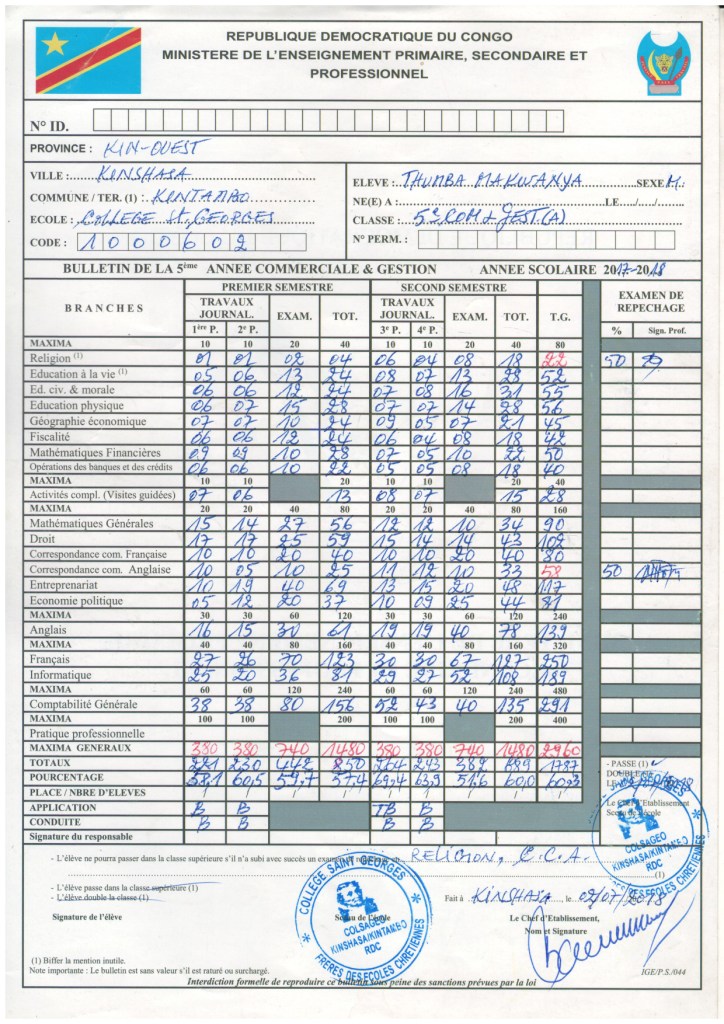 REPUBLIQUE DEMOCRATIQUE DU CONGO
MINISTERE DE L'ENSEIGNEMENT PRIMAIRE, SECONDAIRE ET
PROFESSIONNEL
N° ID.
PROVINCE : KIN-OUEST
VILLE : KINSHASA
COMMUNE / TER. (1) : KINTAMBO
ECOLE : COLLEGE St. GEORGES
CODE : 1 0 0 0 6 0 2
ELEVE : THUMBA MAKWANYA SEXE M.
NE(E) A : LE / /
CLASSE : 5e COM & GEST (A)
N° PERM. :
BULLETIN DE LA 5ème ANNEE COMMERCIALE & GESTION ANNEE SCOLAIRE 2017-2018
BRANCHES PREMIER SEMESTRE SECOND SEMESTRE T.G. EXAMEN DE REPECHAGE
TRAVAUX JOURNAL. EXAM. TOT. TRAVAUX JOURNAL. EXAM. TOT. % Sign. Prof.
1ère P. 2e P. 3e P. 4e P.
MAXIMA 10 10 20 40 10 10 20 40 80
Religion (1) 01 01 02 04 06 04 08 18 22 50
Education à la vie (1) 05 06 13 24 08 07 13 28 52
Ed. civ. & morale 06 06 12 24 07 08 16 31 55
Education physique 06 07 15 28 07 07 14 28 56
Géographie économique 07 07 10 24 09 05 07 21 45
Fiscalité 06 06 12 24 06 04 08 18 42
Mathématiques Financières 09 09 10 28 07 05 10 22 50
Opérations des banques et des crédits 06 06 10 22 05 05 08 18 40
MAXIMA 10 10 20 10 10 20 40
Activités compl. (Visites guidées) 07 06 13 08 07 15 28
MAXIMA 20 20 40 80 20 20 40 80 160
Mathématiques Générales 15 14 27 56 12 12 10 34 90
Droit 17 17 25 59 15 14 14 43 102
Correspondance com. Française 10 10 20 40 10 10 20 40 80
Correspondance com. Anglaise 10 05 10 25 11 12 10 33 58 50
Entreprenariat 10 19 40 69 13 15 20 48 117
Economie politique 05 12 20 37 10 09 25 44 81
MAXIMA 30 30 60 120 30 30 60 120 240
Anglais 16 15 30 61 19 19 40 78 139
MAXIMA 40 40 80 160 40 40 80 160 320
Français 27 26 70 123 30 30 67 127 250
Informatique 25 20 36 81 29 27 52 108 189
MAXIMA 60 60 120 240 60 60 120 240 480
Comptabilité Générale 38 38 80 156 52 43 40 135 291
MAXIMA 100 100 200 100 100 200 400
Pratique professionnelle
MAXIMA GENERAUX 380 380 740 1480 380 380 740 1480 2960
TOTAUX 221 230 442 264 243 382 889 1787
POURCENTAGE 58,1 60,5 59,7 57,4 69,4 63,9 51,6 60,0 60,3
PLACE / NBRE D'ELEVES
APPLICATION B B TB B
CONDUITE B B B B
Signature du responsable
- PASSE (1)
DOUBLE (1)
LE
Le Chef d'Etablissement
Sceau de l'école
COLLEGE SAINT GEORGES
COLSAGEO
KINSHASA/KINTAMBO
RDC
FRERES DES ECOLES CHRETIENNES
- L'élève ne pourra passer dans la classe supérieure s'il n'a subi avec succès un examen de RELIGION, C.C.A.
(1)
- L'élève passe dans la classe supérieure (1)
- L'élève double la classe (1)
Fait à KINSHASA, le 02/07/2018
Signature de l'élève Sceau de l'école Le Chef d'Etablissement,
Nom et Signature
COLLEGE SAINT GEORGES
COLSAGEO
KINSHASA/KINTAMBO
RDC
FRERES DES ECOLES CHRETIENNES
(1) Biffer la mention inutile.
Note importante : Le bulletin est sans valeur s'il est raturé ou surchargé.
IGE/P.S./044
Interdiction formelle de reproduire ce bulletin sous peine des sanctions prévues par la loi